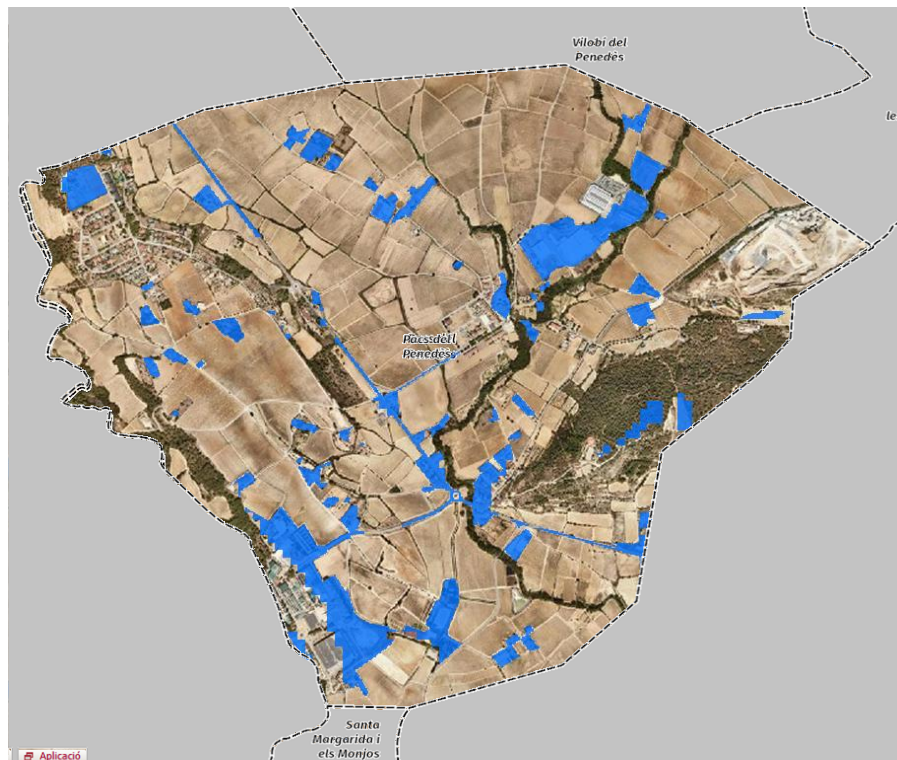 Vilobí del
Penedès
le
Pacs del
Penedès
Santa
Margarida i
els Monjos
Aplicació